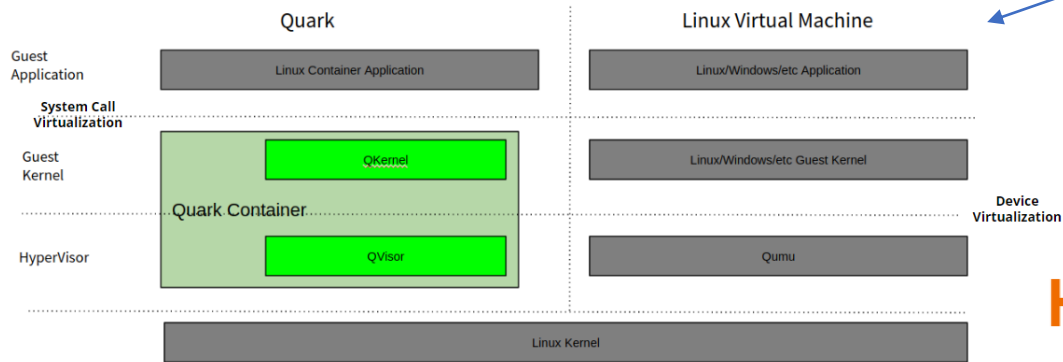 Quark
Linux Virtual Machine
Guest
Application
Linux Container Application
Linux/Windows/etc Application
System Call
Virtualization
Guest
Kernel
QKernel
Linux/Windows/etc Guest Kernel
Quark Container
Device
Virtualization
HyperVisor
QVisor
Qumu
Linux Kernel